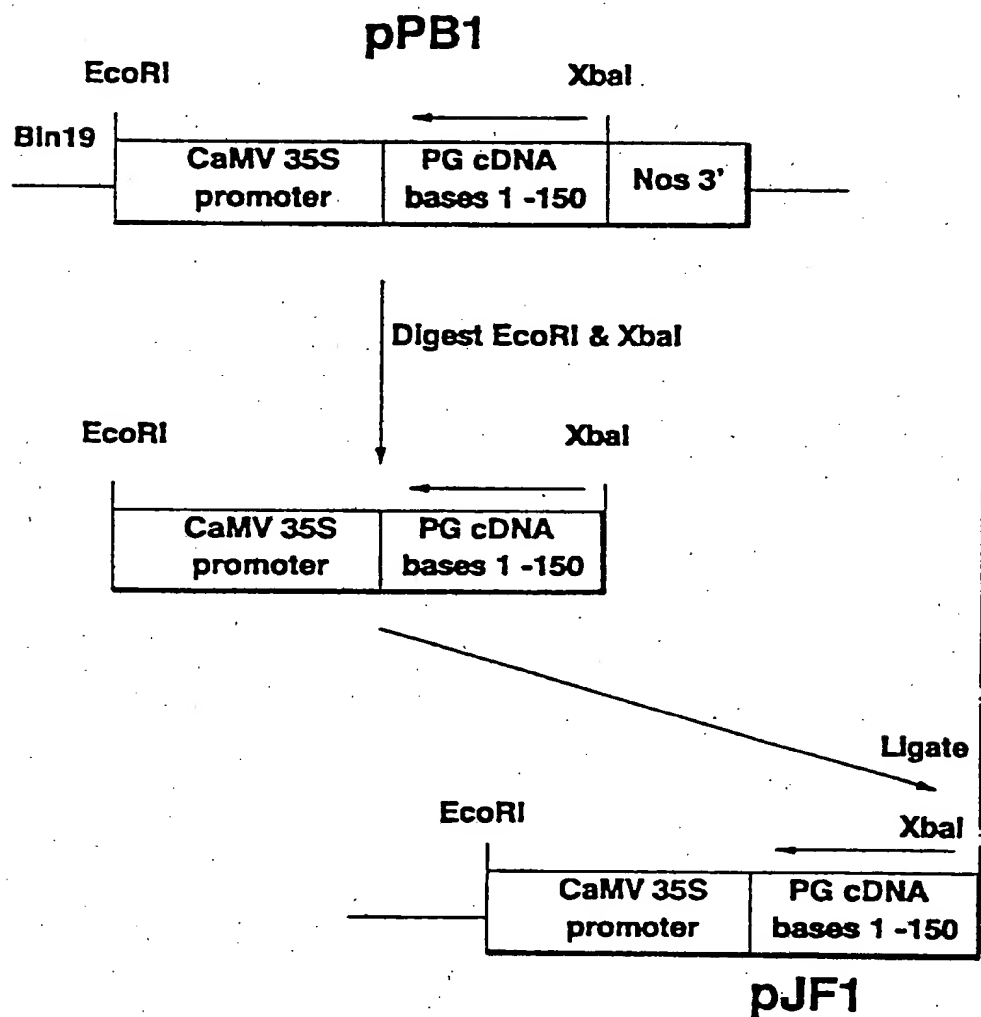 pPB1
EcoRI XbaI
Bin19
CaMV 35S promoter
PG cDNA bases 1 -150
Nos 3'
Digest EcoRI & XbaI
EcoRI XbaI
CaMV 35S promoter
PG cDNA bases 1 -150
Ligate
EcoRI XbaI
CaMV 35S promoter
PG cDNA bases 1 -150
pJF1